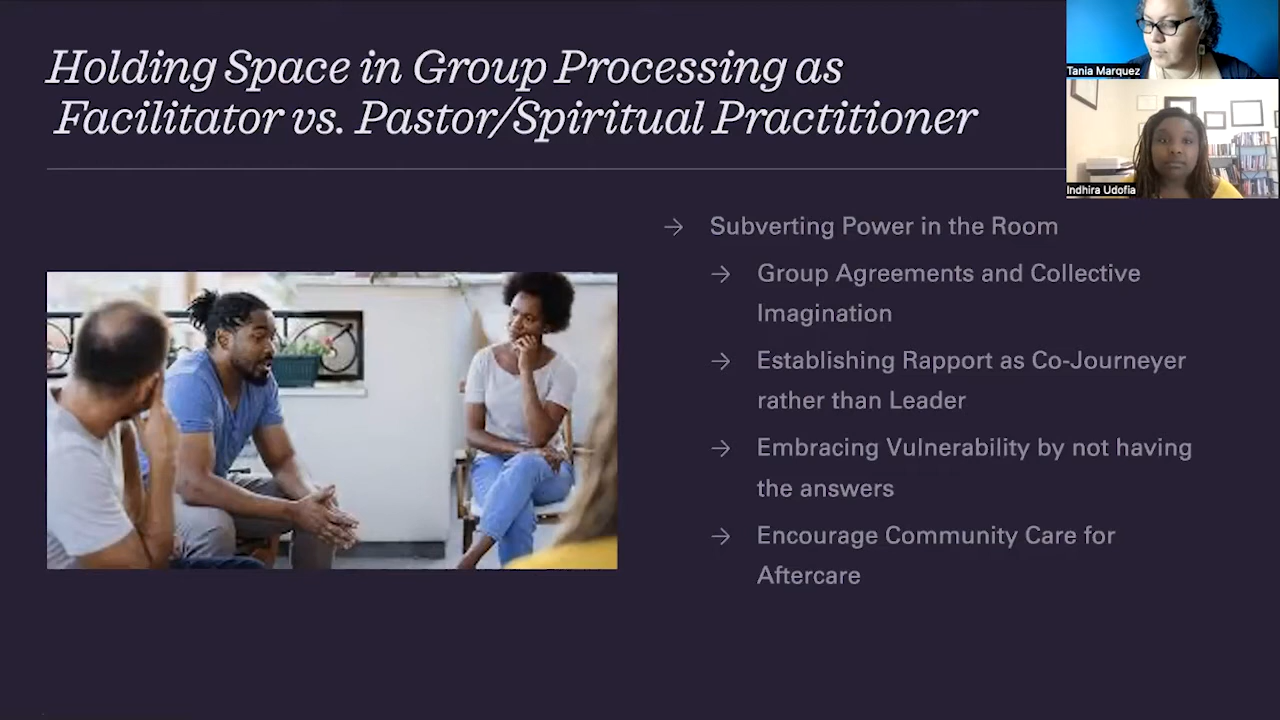 Holding Space in Group Processing as
Facilitator vs. Pastor/Spiritual Practitioner
Tania Marquez
Indhira Udofia
→ Subverting Power in the Room
→ Group Agreements and Collective
Imagination
→ Establishing Rapport as Co-Journeyer
rather than Leader
→ Embracing Vulnerability by not having
the answers
→ Encourage Community Care for
Aftercare